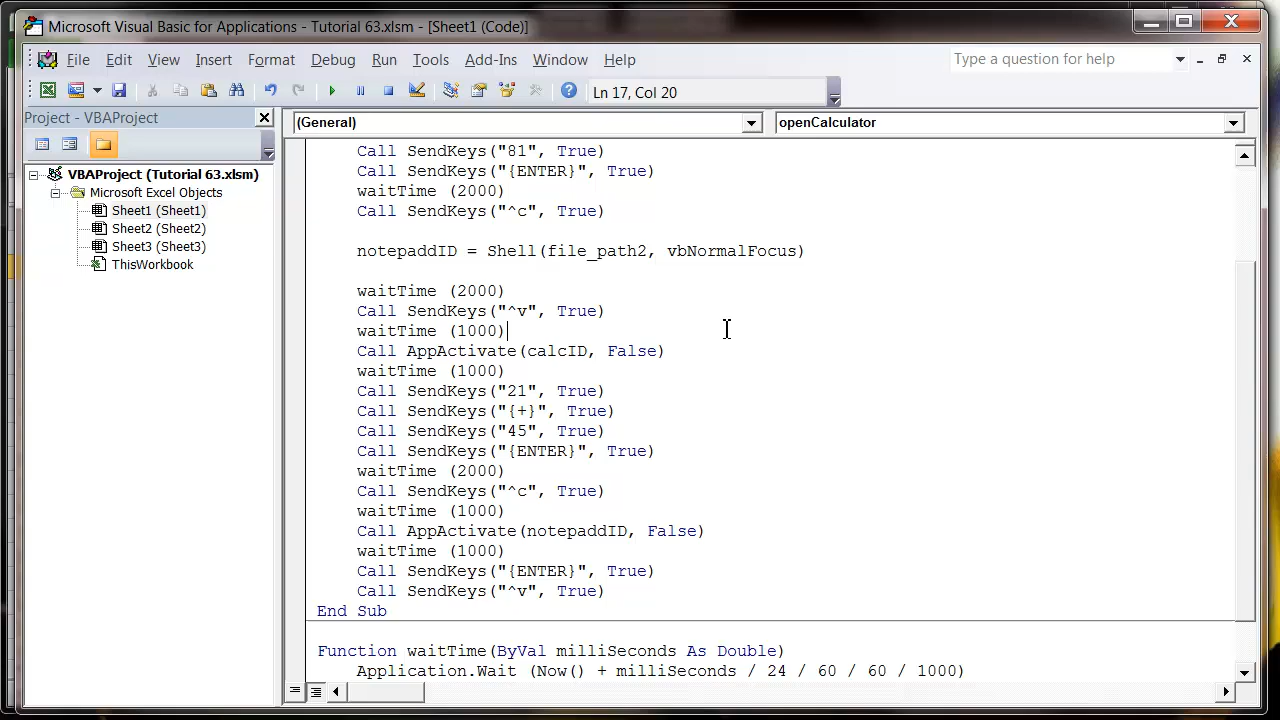 Microsoft Visual Basic for Applications - Tutorial 63.xlsm - [Sheet1 (Code)]
File Edit View Insert Format Debug Run Tools Add-Ins Window Help
Type a question for help
Ln 17, Col 20
Project - VBAProject
(General)
openCalculator
VBAProject (Tutorial 63.xlsm)
Microsoft Excel Objects
Sheet1 (Sheet1)
Sheet2 (Sheet2)
Sheet3 (Sheet3)
ThisWorkbook
Call SendKeys("81", True)
Call SendKeys("{ENTER}", True)
waitTime (2000)
Call SendKeys("^c", True)
notepaddID = Shell(file_path2, vbNormalFocus)
waitTime (2000)
Call SendKeys("^v", True)
waitTime (1000)
Call AppActivate(calcID, False)
waitTime (1000)
Call SendKeys("21", True)
Call SendKeys("{+}", True)
Call SendKeys("45", True)
Call SendKeys("{ENTER}", True)
waitTime (2000)
Call SendKeys("^c", True)
waitTime (1000)
Call AppActivate(notepaddID, False)
waitTime (1000)
Call SendKeys("{ENTER}", True)
Call SendKeys("^v", True)
End Sub
Function waitTime(ByVal milliSeconds As Double)
Application.Wait (Now() + milliSeconds / 24 / 60 / 60 / 1000)